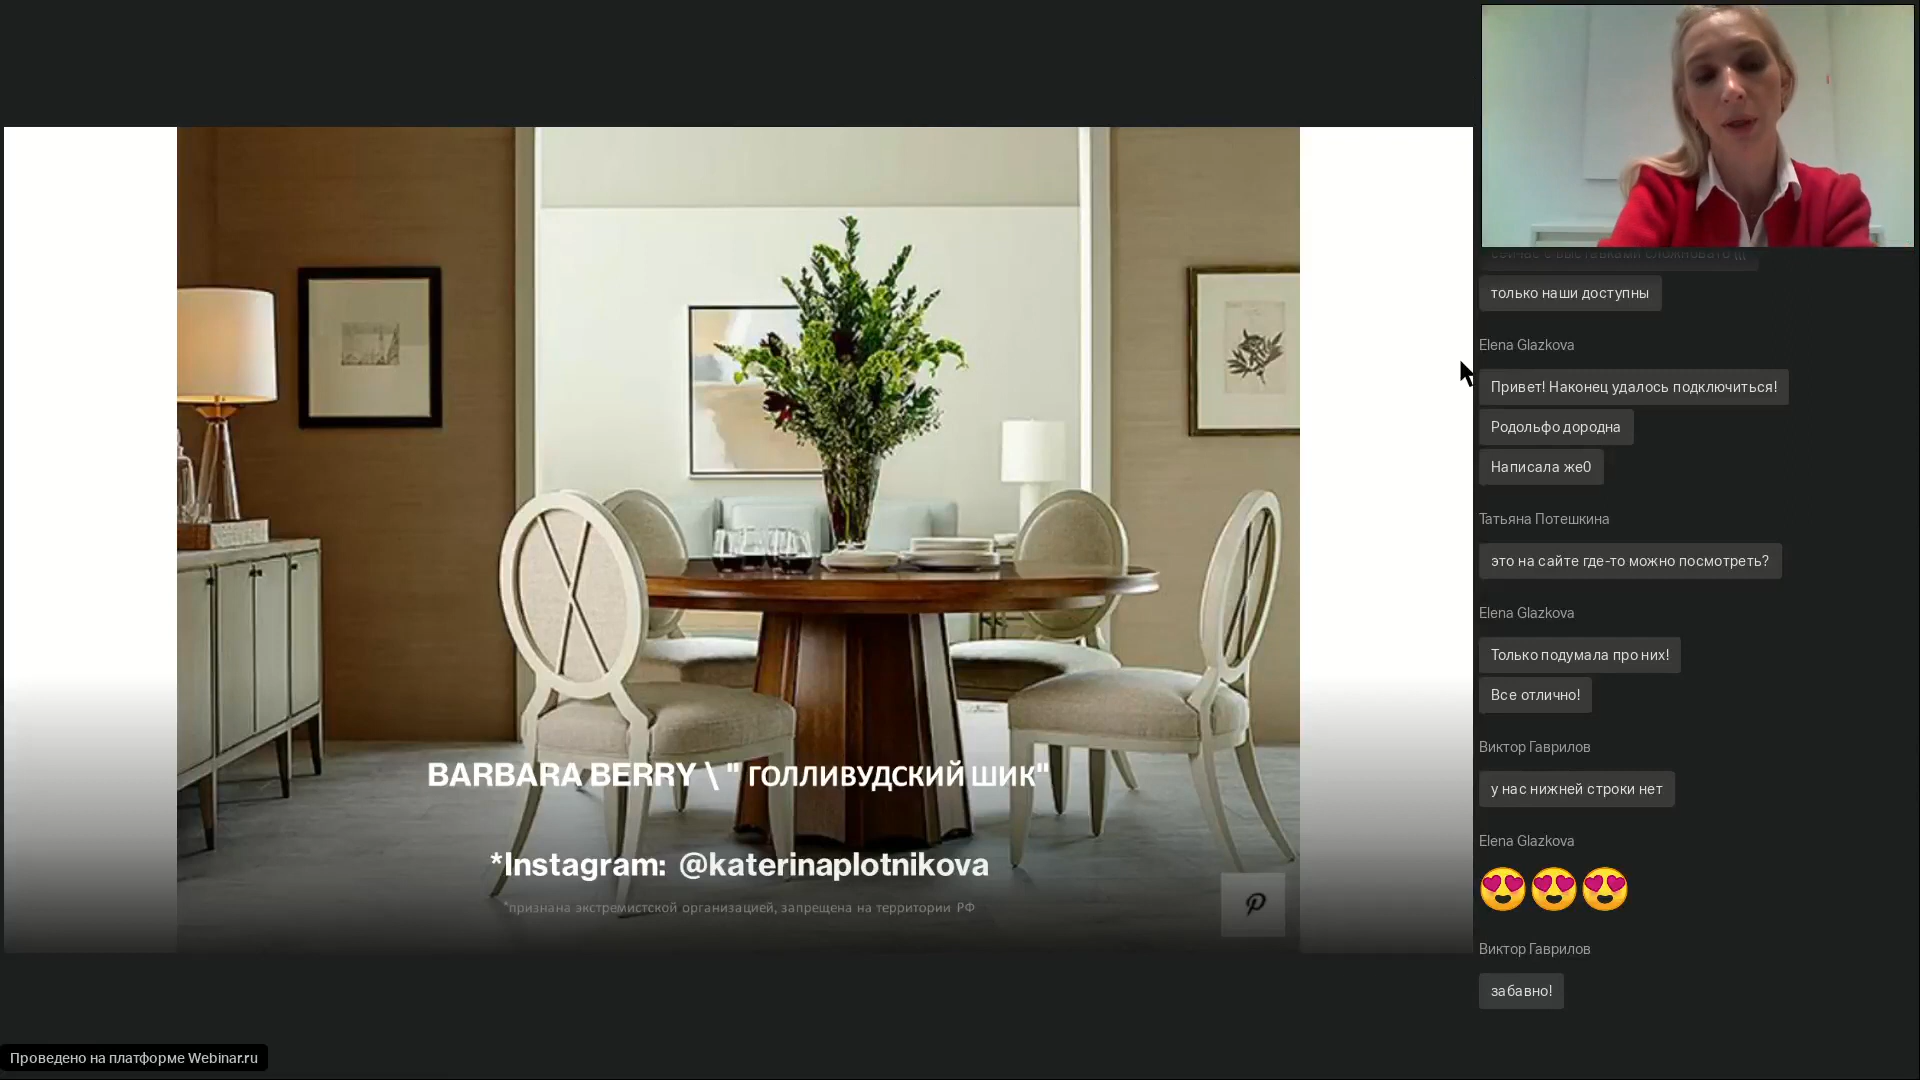 BARBARA BERRY \ " ГОЛЛИВУДСКИЙ ШИК"
*Instagram: @katerinaplotnikova
*признана экстремистской организацией, запрещена на территории РФ
только наши доступны
Elena Glazkova
Привет! Наконец удалось подключиться!
Родольфо дородна
Написала же0
Татьяна Потешкина
это на сайте где-то можно посмотреть?
Elena Glazkova
Только подумала про них!
Все отлично!
Виктор Гаврилов
у нас нижней строки нет
Elena Glazkova
😍😍😍
Виктор Гаврилов
забавно!
Проведено на платформе Webinar.ru